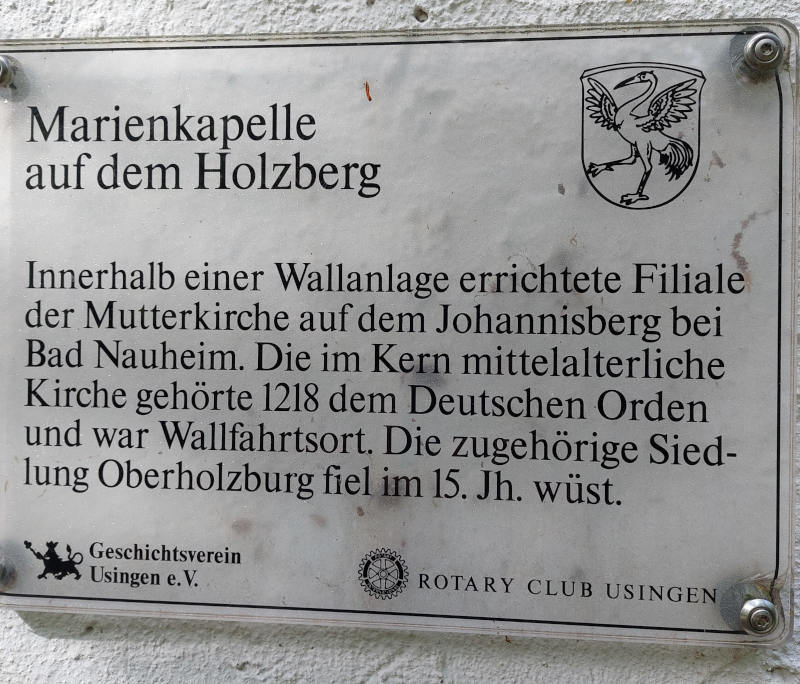 Marienkapelle
auf dem Holzberg
Innerhalb einer Wallanlage errichtete Filiale
der Mutterkirche auf dem Johannisberg bei
Bad Nauheim. Die im Kern mittelalterliche
Kirche gehörte 1218 dem Deutschen Orden
und war Wallfahrtsort. Die zugehörige Sied-
lung Oberholzburg fiel im 15. Jh. wüst.
Geschichtsverein
Usingen e.V.
ROTARY CLUB USINGEN